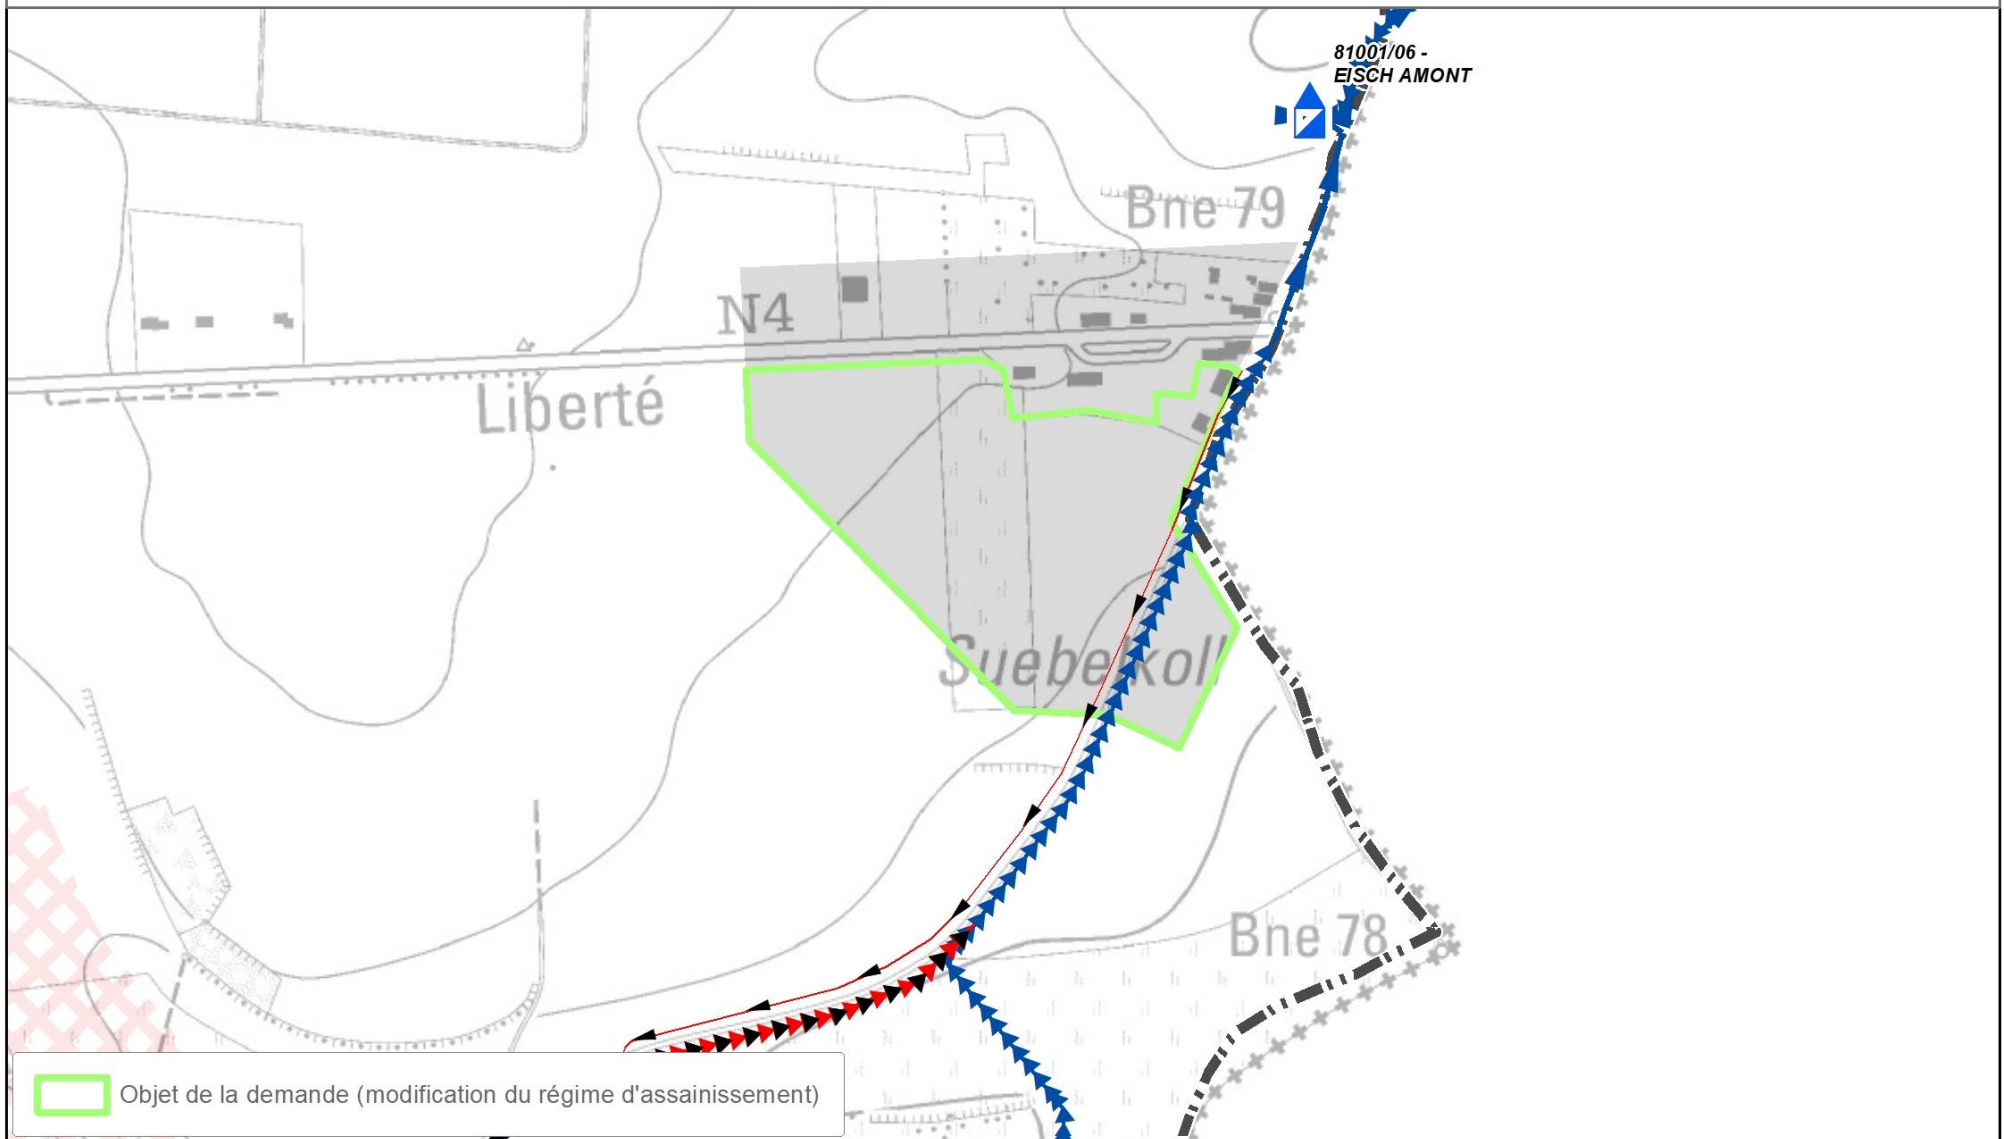 81001/06 -
EISCH AMONT
Bne 79
N4
Liberté
Suebelkoll
Bne 78
Objet de la demande (modification du régime d'assainissement)